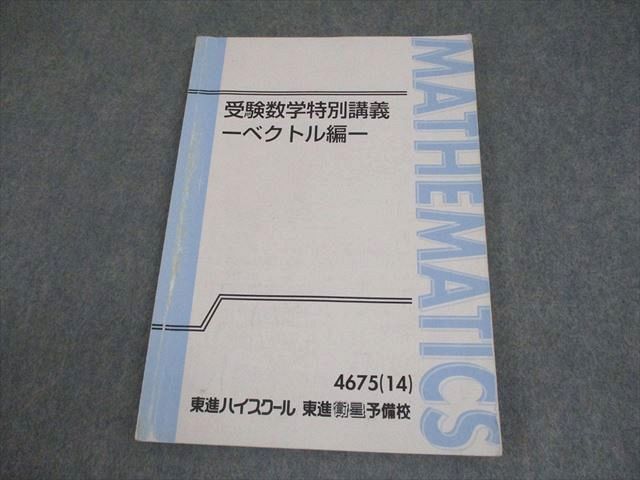 受験数学特別講義
ーベクトル編ー
MATHEMATICS
4675(14)
東進ハイスクール 東進衛星予備校